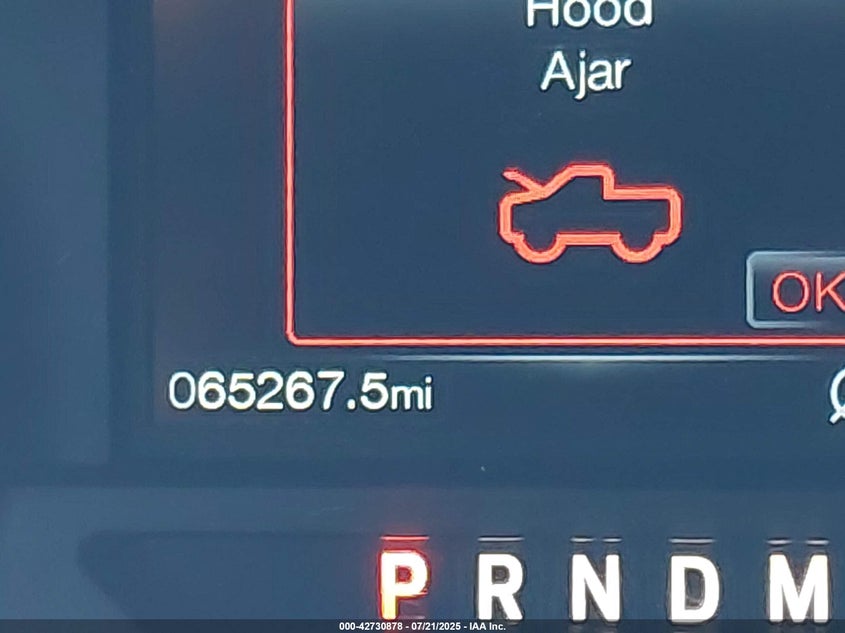 Hood
Ajar
OK
065267.5mi
P R N D M
000-42730878 - 07/21/2025 - IAA Inc.